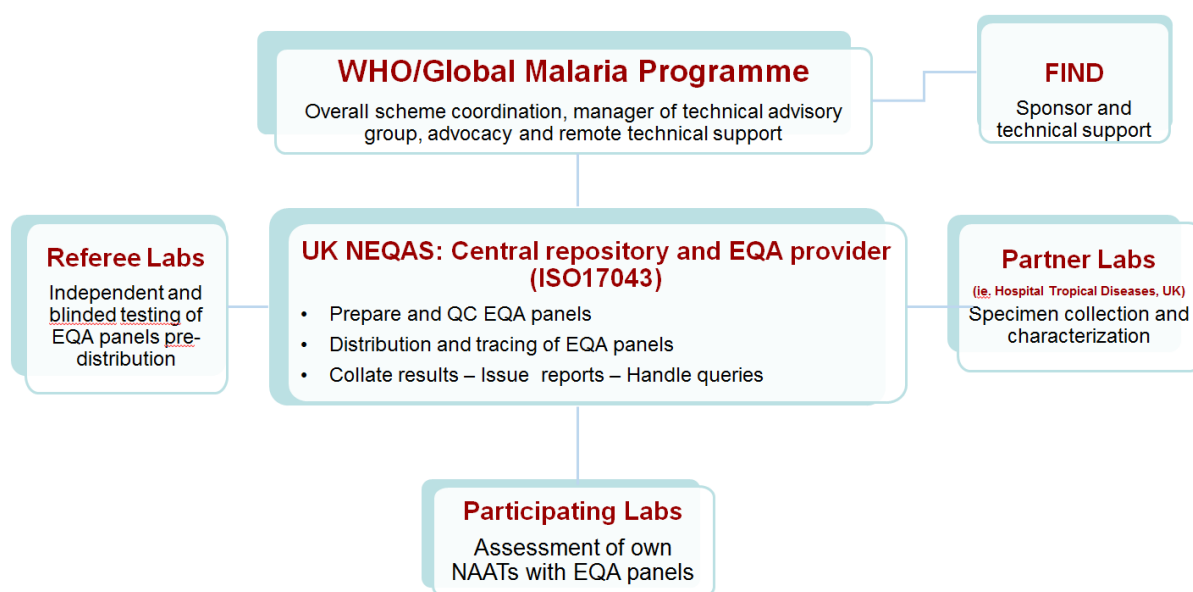 WHO/Global Malaria Programme
Overall scheme coordination, manager of technical advisory
group, advocacy and remote technical support
FIND
Sponsor and
technical support
Referee Labs
Independent and
blinded testing of
EQA panels pre-
distribution
UK NEQAS: Central repository and EQA provider
(ISO17043)
• Prepare and QC EQA panels
• Distribution and tracing of EQA panels
• Collate results – Issue reports – Handle queries
Partner Labs
(ie. Hospital Tropical Diseases, UK)
Specimen collection and
characterization
Participating Labs
Assessment of own
NAATs with EQA panels